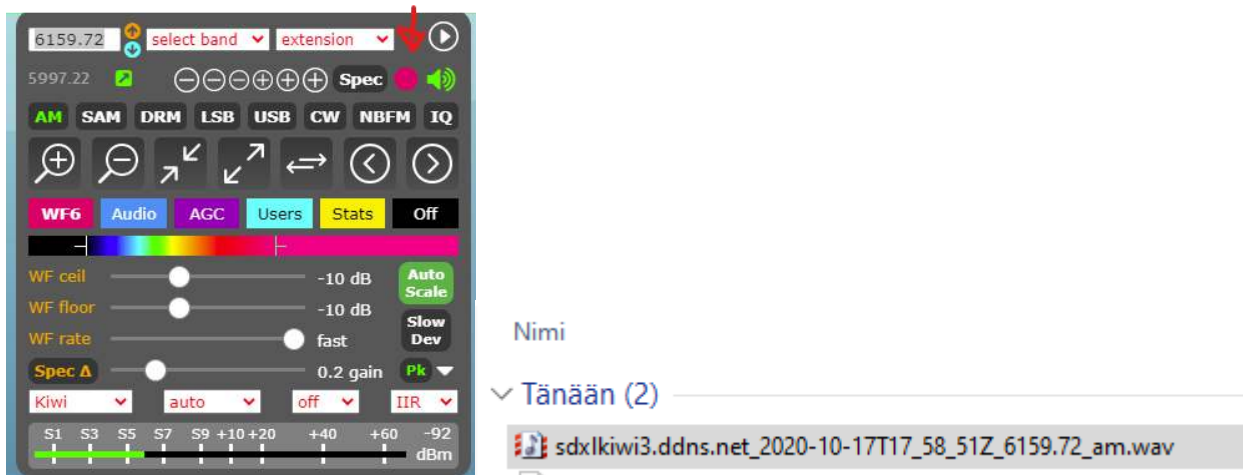 6159.72 select band extension
5997.22 Spec
AM SAM DRM LSB USB CW NBFM IQ
WF6 Audio AGC Users Stats Off
WF ceil -10 dB Auto Scale
WF floor -10 dB
WF rate fast Slow Dev
Spec Δ 0.2 gain Pk
Kiwi auto off IIR
S1 S3 S5 S7 S9 +10 +20 +40 +60 -92 dBm
Nimi
Tänään (2)
sdxlkiwi3.ddns.net_2020-10-17T17_58_51Z_6159.72_am.wav